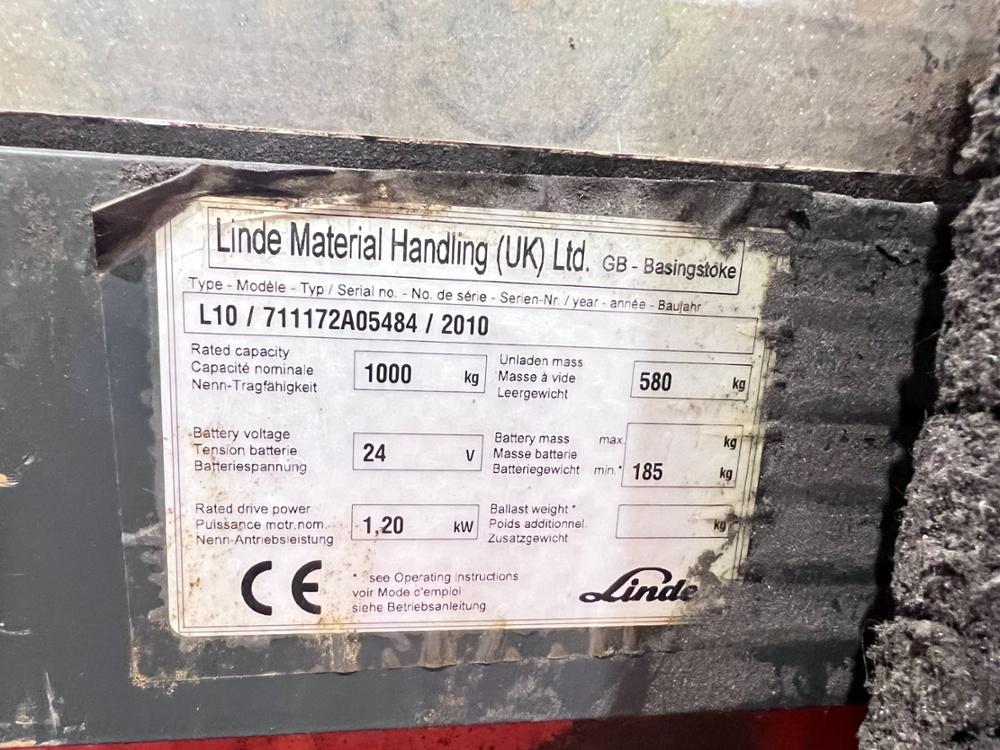 Linde Material Handling (UK) Ltd. GB - Basingstoke
Type - Modèle - Typ / Serial no. - No. de série - Serien-Nr. / year - année - Baujahr
L10 / 711172A05484 / 2010
Rated capacity
Capacité nominale
Nenn-Tragfähigkeit
1000 kg
Unladen mass
Masse à vide
Leergewicht
580 kg
Battery voltage
Tension batterie
Batteriespannung
24 V
Battery mass max. kg
Masse batterie
Batteriegewicht min.* 185 kg
Rated drive power
Puissance motr.nom.
Nenn-Antriebsleistung
1,20 kW
Ballast weight *
Poids additionnel
Zusatzgewicht
kg
CE
* see Operating Instructions
voir Mode d'emploi
siehe Betriebsanleitung
Linde